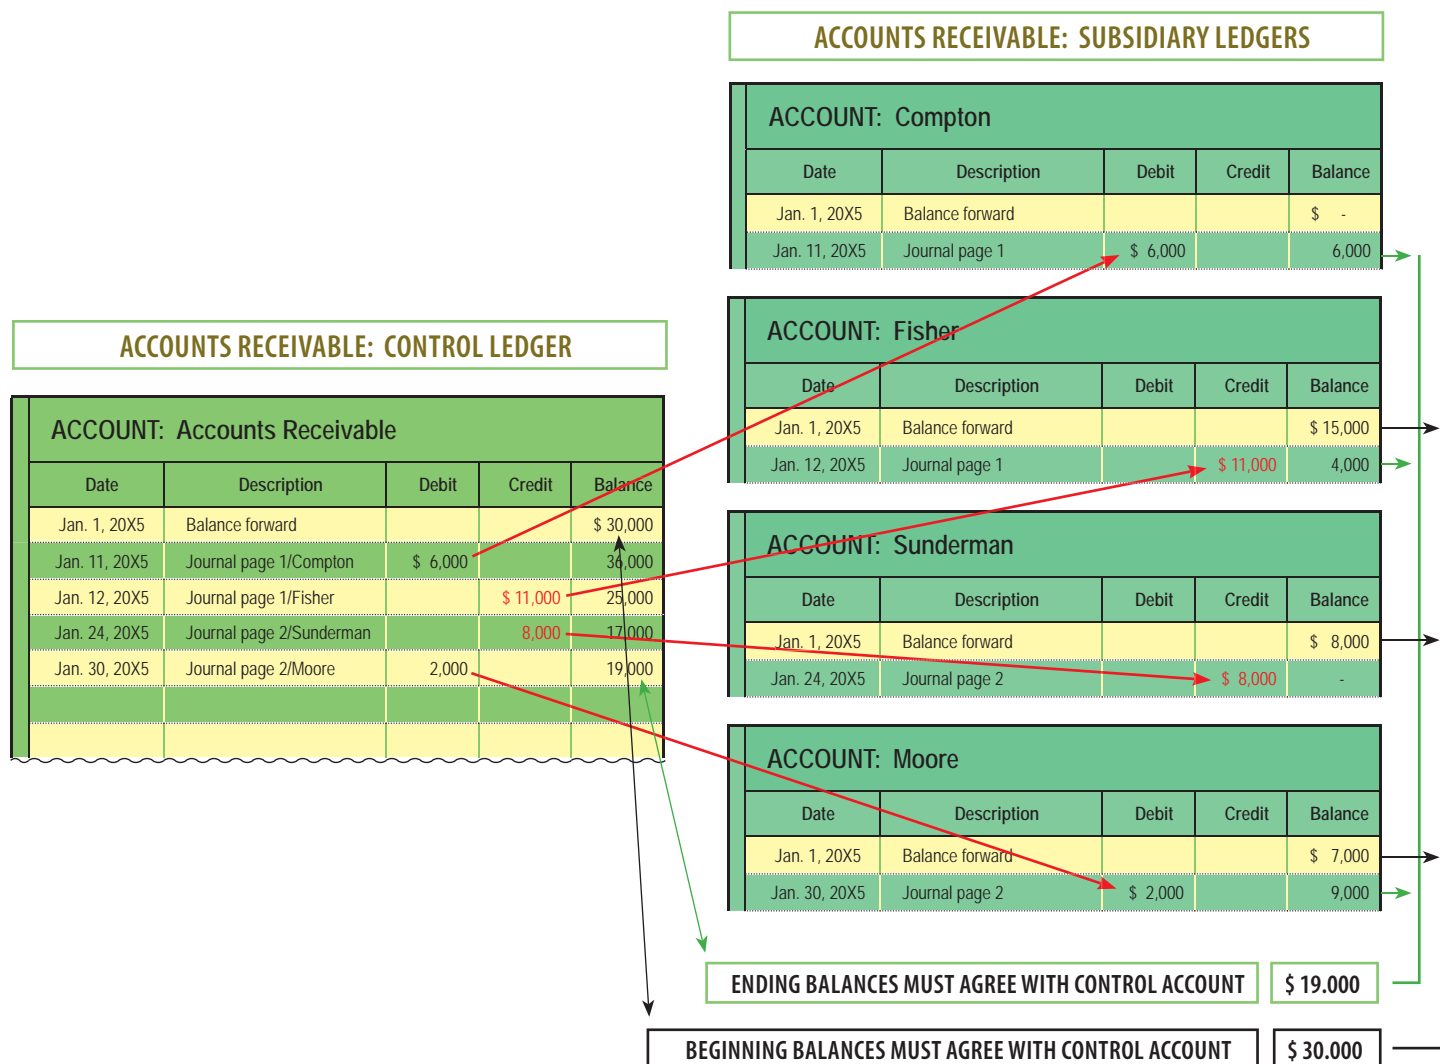 ACCOUNTS RECEIVABLE: SUBSIDIARY LEDGERS
ACCOUNT: Compton
Date Description Debit Credit Balance
Jan. 1, 20X5 Balance forward $ -
Jan. 11, 20X5 Journal page 1 $ 6,000 6,000
ACCOUNT: Fisher
Date Description Debit Credit Balance
Jan. 1, 20X5 Balance forward $ 15,000
Jan. 12, 20X5 Journal page 1 $ 11,000 4,000
ACCOUNT: Sunderman
Date Description Debit Credit Balance
Jan. 1, 20X5 Balance forward $ 8,000
Jan. 24, 20X5 Journal page 2 $ 8,000 -
ACCOUNT: Moore
Date Description Debit Credit Balance
Jan. 1, 20X5 Balance forward $ 7,000
Jan. 30, 20X5 Journal page 2 $ 2,000 9,000
ACCOUNTS RECEIVABLE: CONTROL LEDGER
ACCOUNT: Accounts Receivable
Date Description Debit Credit Balance
Jan. 1, 20X5 Balance forward $ 30,000
Jan. 11, 20X5 Journal page 1/Compton $ 6,000 36,000
Jan. 12, 20X5 Journal page 1/Fisher $ 11,000 25,000
Jan. 24, 20X5 Journal page 2/Sunderman 8,000 17,000
Jan. 30, 20X5 Journal page 2/Moore 2,000 19,000
ENDING BALANCES MUST AGREE WITH CONTROL ACCOUNT $ 19.000
BEGINNING BALANCES MUST AGREE WITH CONTROL ACCOUNT $ 30.000